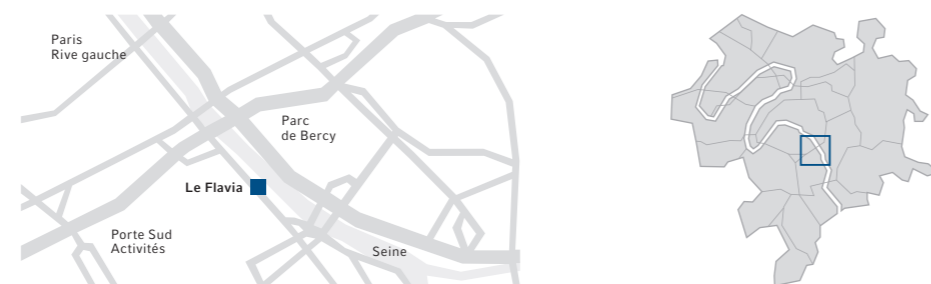 Paris
Rive gauche
Parc
de Bercy
Le Flavia
Porte Sud
Activités
Seine